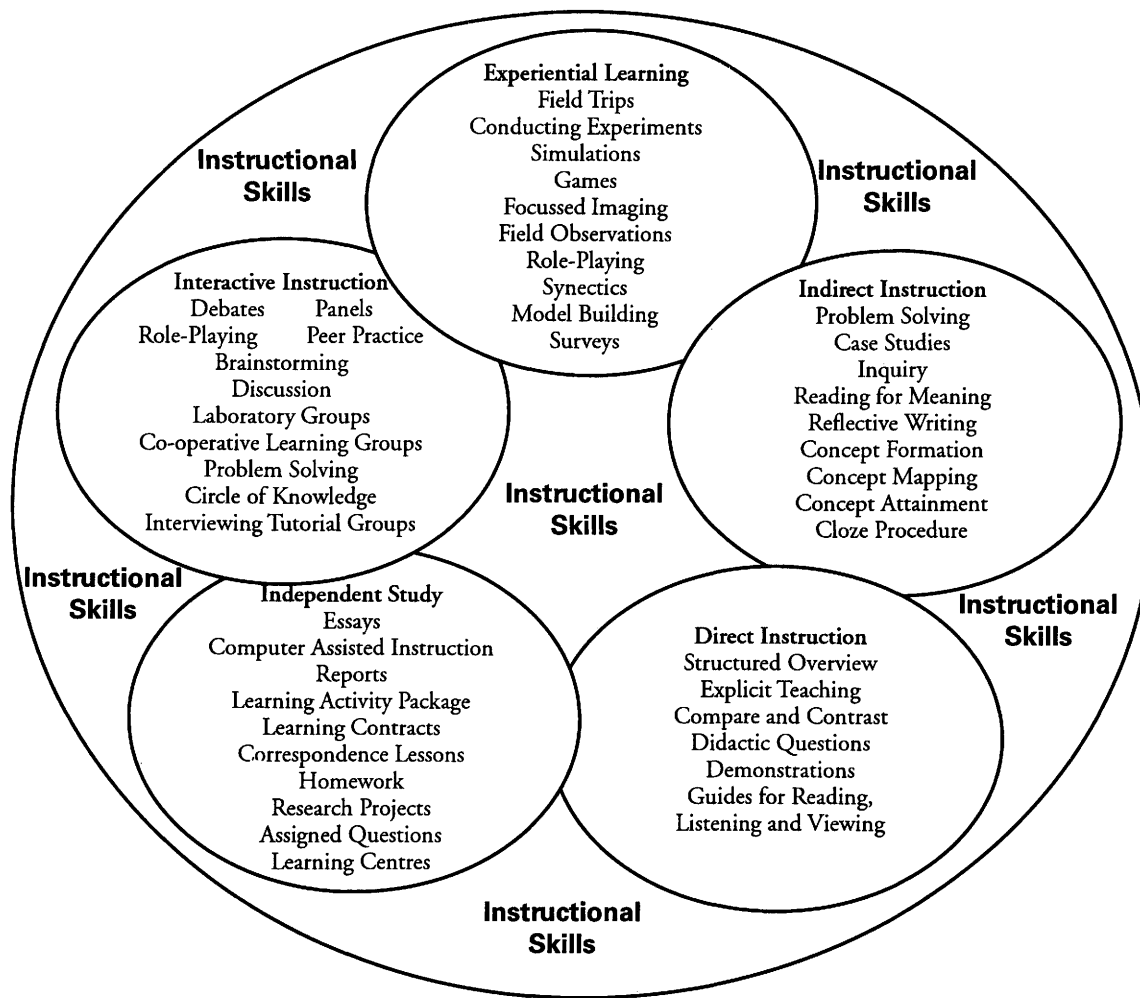 Experiential Learning
Field Trips
Conducting Experiments
Simulations
Games
Focussed Imaging
Field Observations
Role-Playing
Synectics
Model Building
Surveys
Instructional
Skills
Instructional
Skills
Interactive Instruction
Debates Panels
Role-Playing Peer Practice
Brainstorming
Discussion
Laboratory Groups
Co-operative Learning Groups
Problem Solving
Circle of Knowledge
Interviewing Tutorial Groups
Indirect Instruction
Problem Solving
Case Studies
Inquiry
Reading for Meaning
Reflective Writing
Concept Formation
Concept Mapping
Concept Attainment
Cloze Procedure
Instructional
Skills
Instructional
Skills
Instructional
Skills
Independent Study
Essays
Computer Assisted Instruction
Reports
Learning Activity Package
Learning Contracts
Correspondence Lessons
Homework
Research Projects
Assigned Questions
Learning Centres
Direct Instruction
Structured Overview
Explicit Teaching
Compare and Contrast
Didactic Questions
Demonstrations
Guides for Reading,
Listening and Viewing
Instructional
Skills